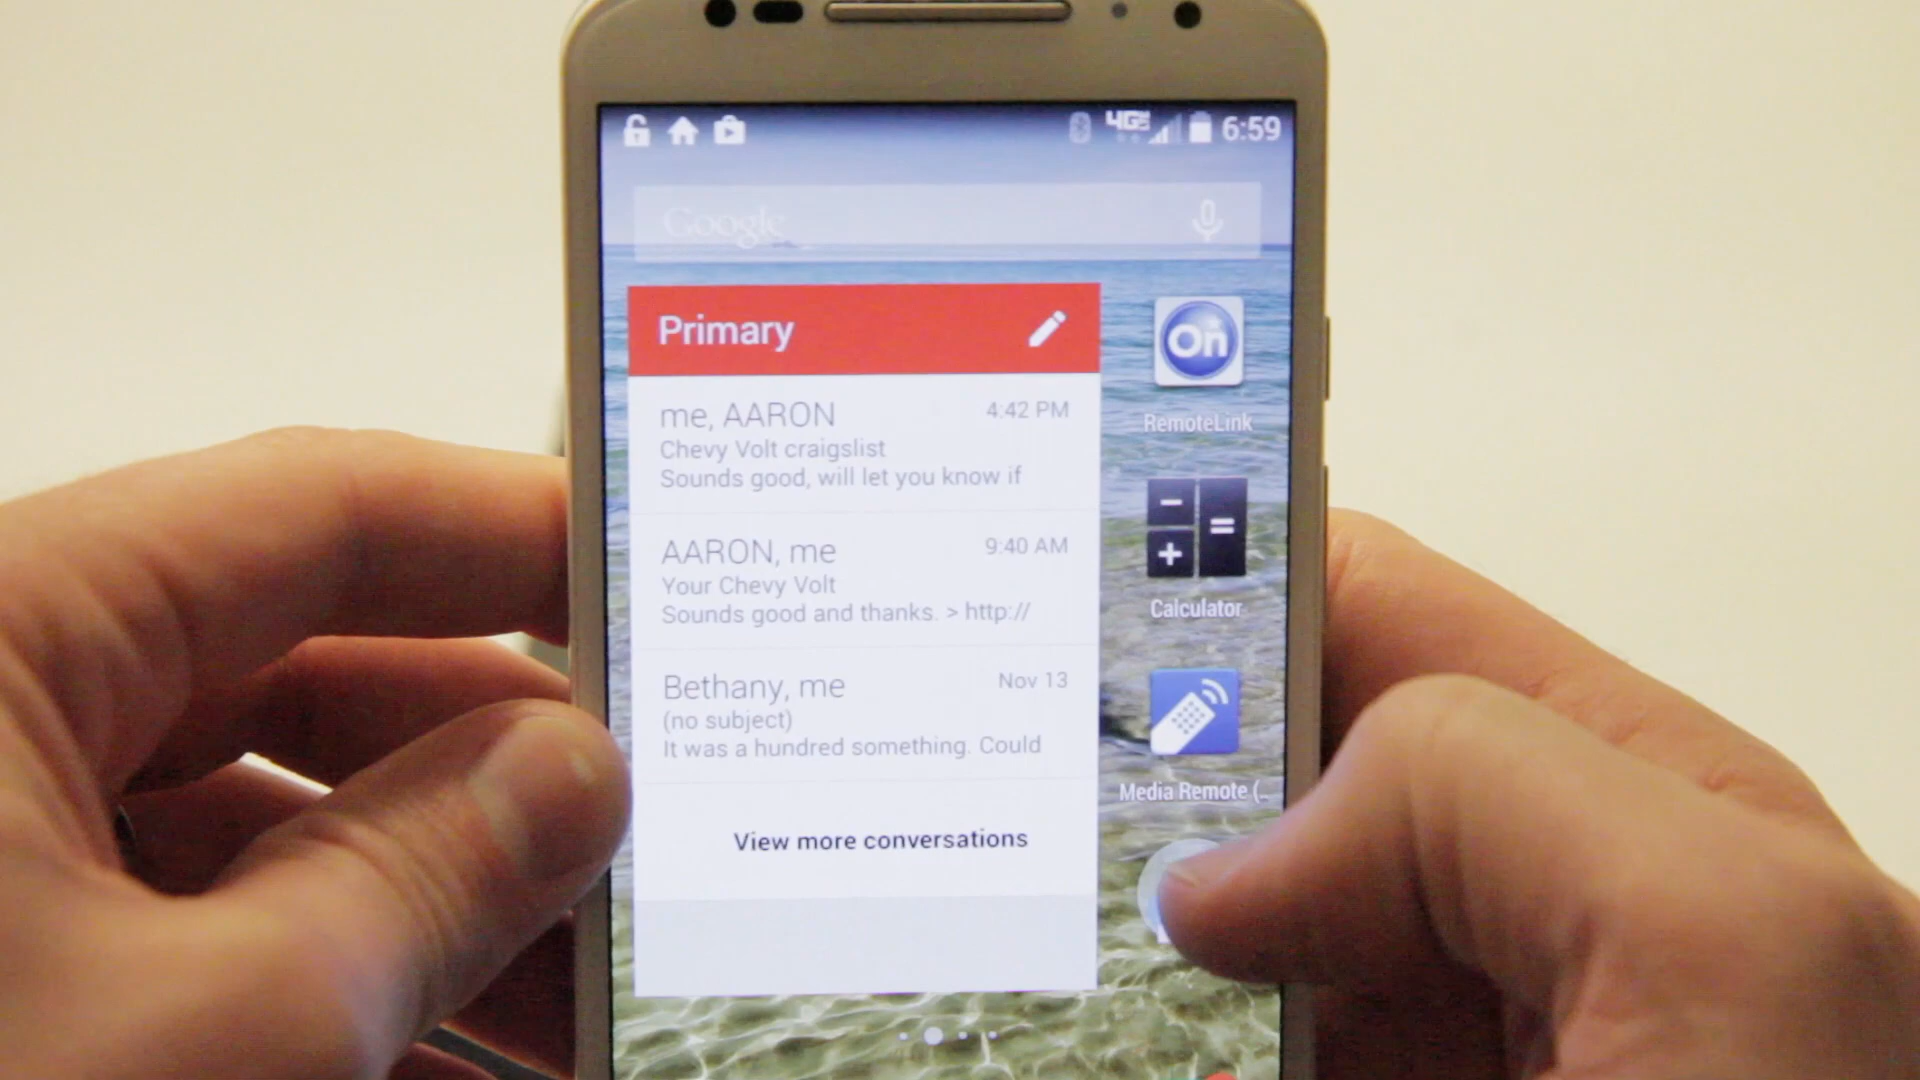 4G 6:59
Google
Primary
On
RemoteLink
me, AARON 4:42 PM
Chevy Volt craigslist
Sounds good, will let you know if
AARON, me 9:40 AM
Your Chevy Volt
Sounds good and thanks. > http://
- + =
Calculator
Bethany, me Nov 13
(no subject)
It was a hundred something. Could
Media Remote (..
View more conversations